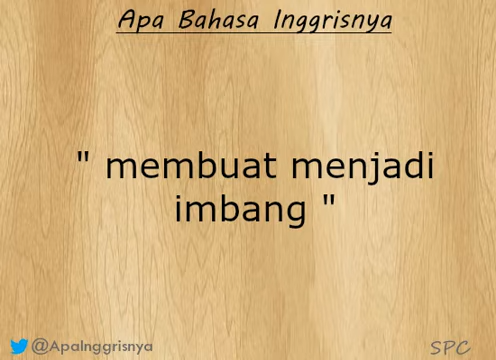 Apa Bahasa Inggrisnya
" membuat menjadi
imbang "
@ApaInggrisnya
SPC